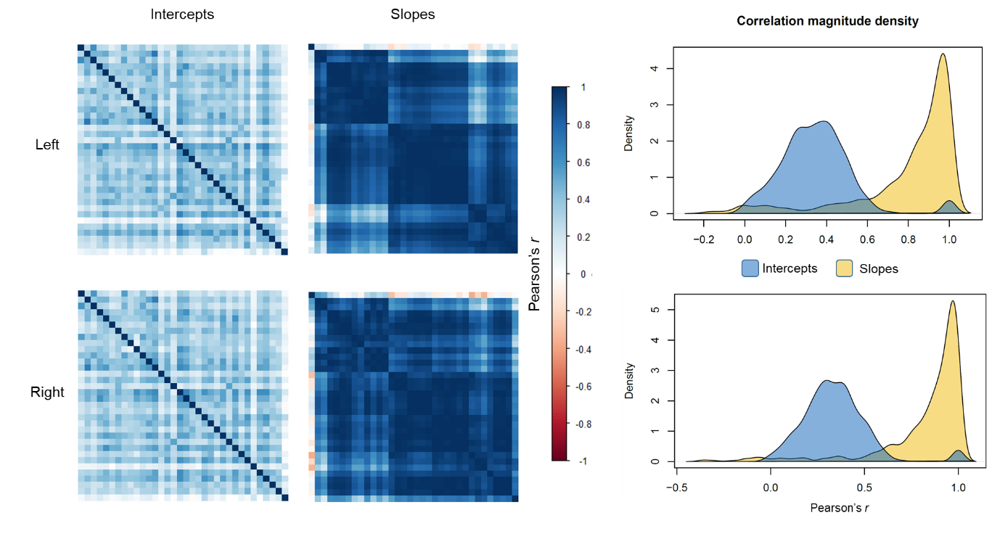 Intercepts
Slopes
Left
Right
1
0.8
0.6
0.4
0.2
0
-0.2
-0.4
-0.6
-0.8
-1
Pearson's r
Correlation magnitude density
Density
4
3
2
1
0
−0.2 0.0 0.2 0.4 0.6 0.8 1.0
Intercepts Slopes
Density
5
4
3
2
1
0
−0.5 0.0 0.5 1.0
Pearson's r